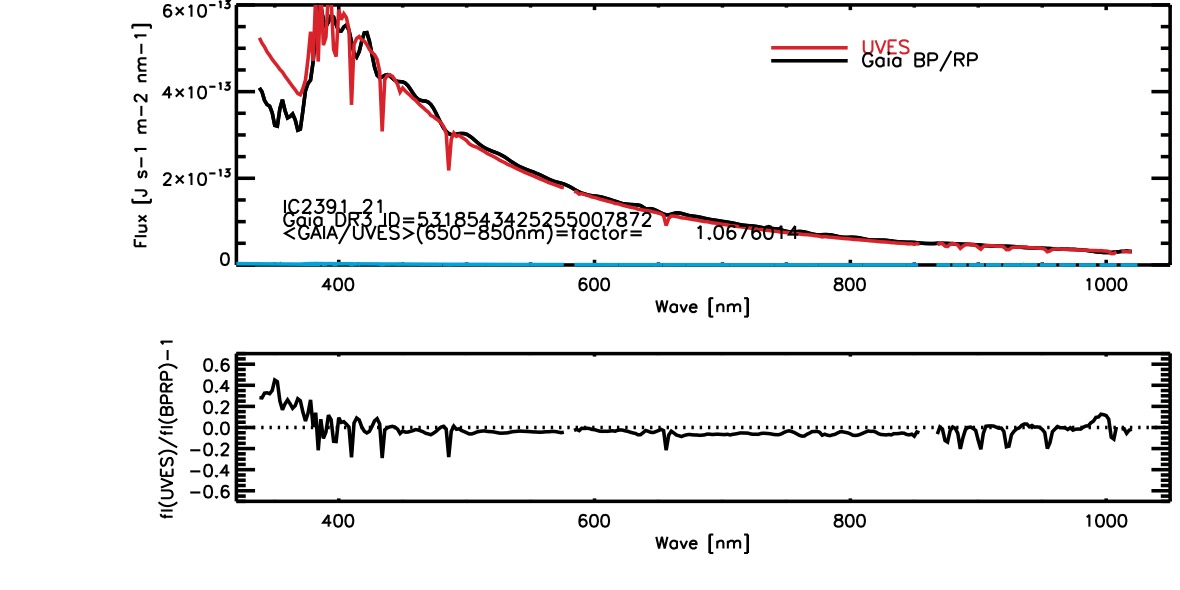 6×10−13
4×10−13
2×10−13
0
Flux [J s−1 m−2 nm−1]
UVES
Gaia BP/RP
IC2391_21
Gaia DR3 ID=5318543425255007872
<GAIA/UVES>(650−850nm)=factor= 1.0676014
400 600 800 1000
Wave [nm]
0.6
0.4
0.2
0.0
−0.2
−0.4
−0.6
fl(UVES)/fl(BPRP)−1
400 600 800 1000
Wave [nm]